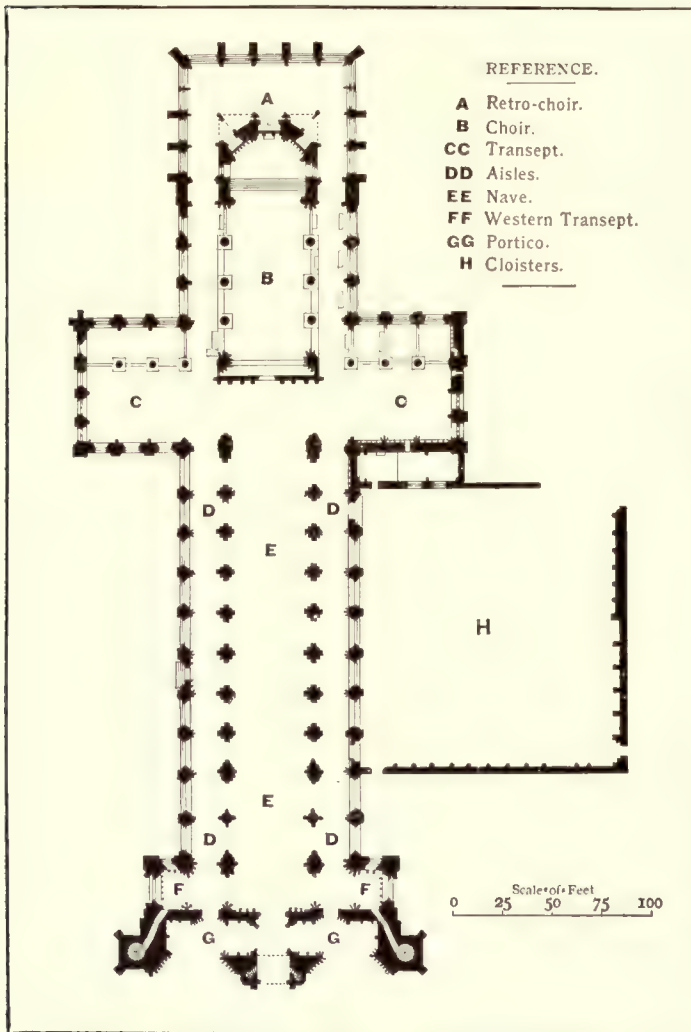 REFERENCE.
A Retro-choir.
B Choir.
CC Transept.
DD Aisles.
EE Nave.
FF Western Transept.
GG Portico.
H Cloisters.
A
B
C C
D D
E
H
E
D D
F F
G G
Scale·of·Feet
0 25 50 75 100